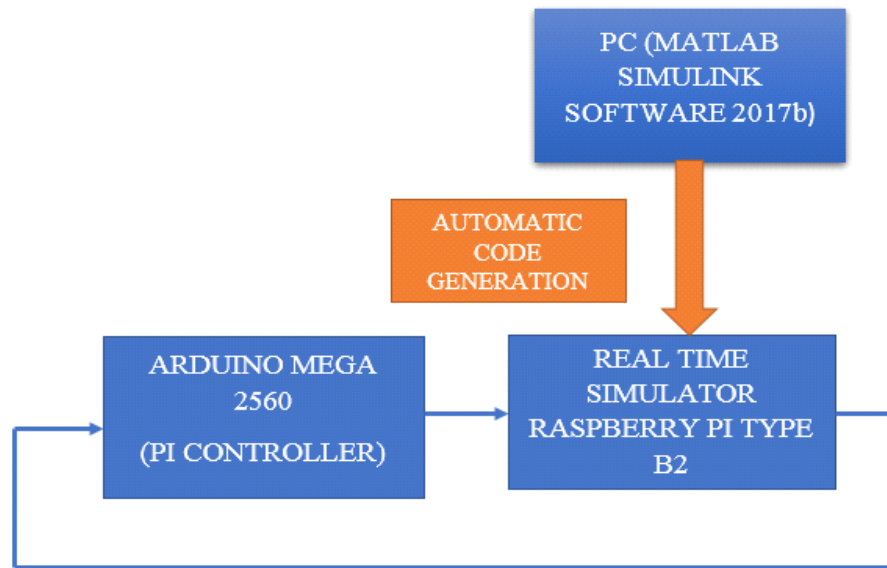 PC (MATLAB
SIMULINK
SOFTWARE 2017b)
AUTOMATIC
CODE
GENERATION
ARDUINO MEGA
2560
(PI CONTROLLER)
REAL TIME
SIMULATOR
RASPBERRY PI TYPE
B2